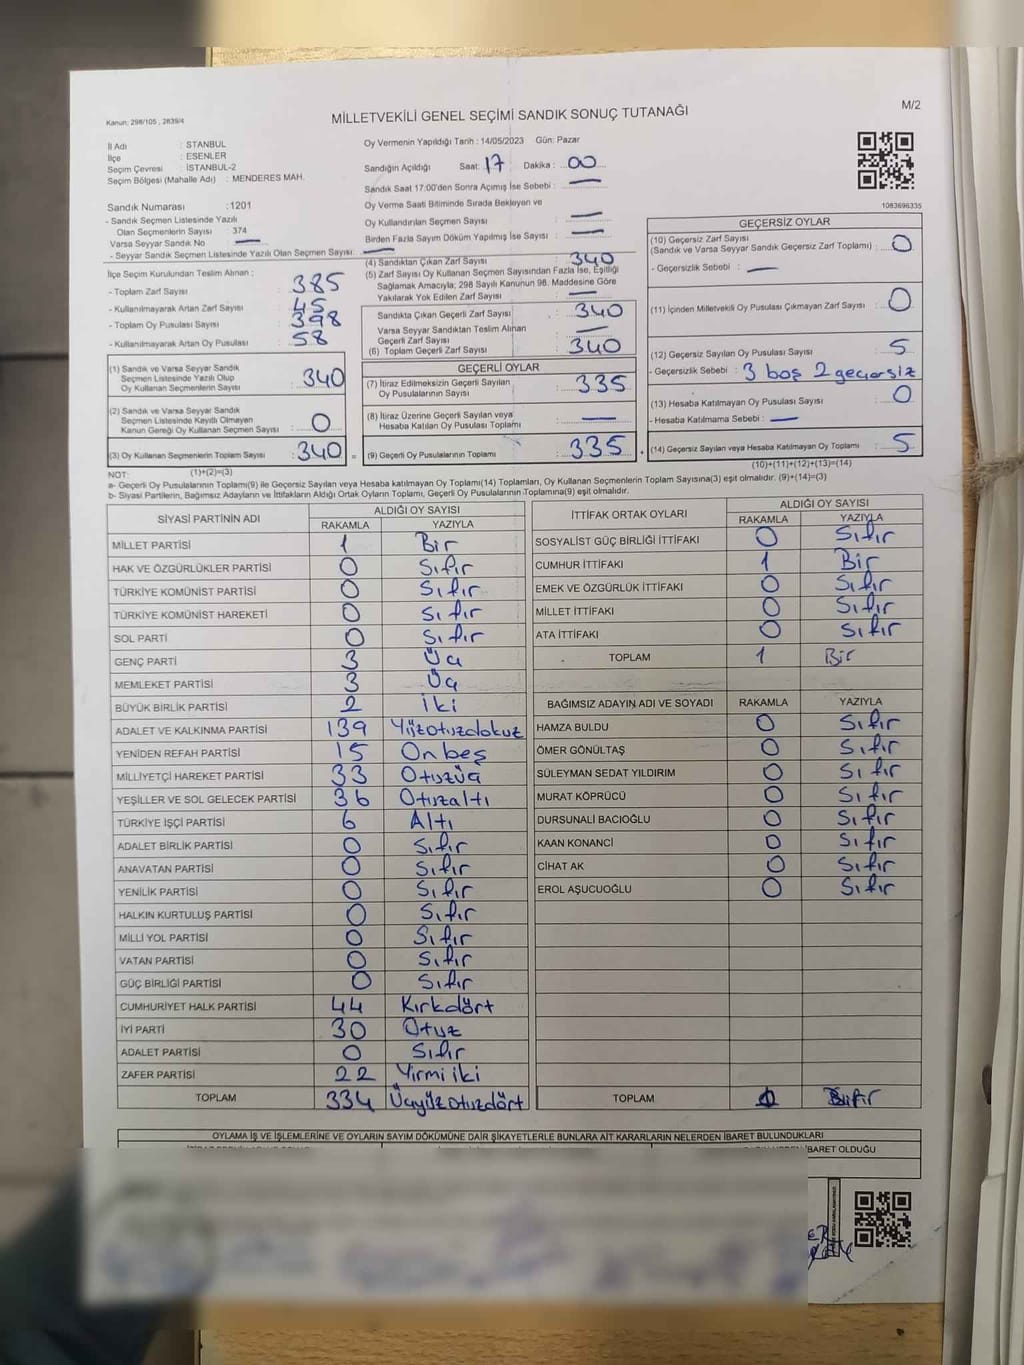 M/2
Kanun: 298/105 , 2839/4
MİLLETVEKİLİ GENEL SEÇİMİ SANDIK SONUÇ TUTANAĞI
İl Adı : STANBUL
İlçe : ESENLER
Seçim Çevresi : İSTANBUL-2
Seçim Bölgesi (Mahalle Adı) : MENDERES MAH.
Sandık Numarası :1201
- Sandık Seçmen Listesinde Yazılı
Olan Seçmenlerin Sayısı 374
Varsa Seyyar Sandık No —
- Seyyar Sandık Seçmen Listesinde Yazılı Olan Seçmen Sayısı: —
İlçe Seçim Kurulundan Teslim Alınan ;
- Toplam Zarf Sayısı : 385
- Kullanılmayarak Artan Zarf Sayısı : 45
- Toplam Oy Pusulası Sayısı : 398
- Kullanılmayarak Artan Oy Pusulası : 58
(1) Sandık ve Varsa Seyyar Sandık
Seçmen Listesinde Yazılı Olup
Oy Kullanan Seçmenlerin Sayısı : 340
(2) Sandık ve Varsa Seyyar Sandık
Seçmen Listesinde Kayıtlı Olmayan
Kanun Gereği Oy Kullanan Seçmen Sayısı : 0
(3) Oy Kullanan Seçmenlerin Toplam Sayısı : 340 =
(1)+(2)=(3)
Oy Vermenin Yapıldığı Tarih : 14/05/2023 Gün: Pazar
Sandığın Açıldığı Saat: 17 Dakika : 00
Sandık Saat 17.00'den Sonra Açımış İse Sebebi : —
Oy Verme Saati Bitiminde Sırada Bekleyen ve
Oy Kullandırılan Seçmen Sayısı : —
Birden Fazla Sayım Döküm Yapılmış İse Sayısı : —
(4) Sandıktan Çıkan Zarf Sayısı : 340
(5) Zarf Sayısı Oy Kullanan Seçmen Sayısından Fazla İse, Eşitliği
Sağlamak Amacıyla; 298 Sayılı Kanunun 98. Maddesine Göre
Yakılarak Yok Edilen Zarf Sayısı : —
Sandıkta Çıkan Geçerli Zarf Sayısı : 340
Varsa Seyyar Sandıktan Teslim Alınan
Geçerli Zarf Sayısı : —
(6) Toplam Geçerli Zarf Sayısı : 340
GEÇERLİ OYLAR
(7) İtiraz Edilmeksizin Geçerli Sayılan
Oy Pusulalarının Sayısı : 335
(8) İtiraz Üzerine Geçerli Sayılan veya
Hesaba Katılan Oy Pusulası Toplamı : —
(9) Geçerli Oy Pusulalarının Toplamı : 335 +
1083696335
GEÇERSİZ OYLAR
(10) Geçersiz Zarf Sayısı
(Sandık ve Varsa Seyyar Sandık Geçersiz Zarf Toplamı) : 0
- Geçersizlik Sebebi : —
(11) İçinden Milletvekili Oy Pusulası Çıkmayan Zarf Sayısı : 0
(12) Geçersiz Sayılan Oy Pusulası Sayısı : 5
- Geçersizlik Sebebi : 3 boş 2 geçersiz
(13) Hesaba Katılmayan Oy Pusulası Sayısı : 0
- Hesaba Katılmama Sebebi : —
(14) Geçersiz Sayılan veya Hesaba Katılmayan Oy Toplamı : 5
(10)+(11)+(12)+(13)=(14)
NOT:
a- Geçerli Oy Pusulalarının Toplamı(9) ile Geçersiz Sayılan veya Hesaba Katılmayan Oy Toplamı(14) Toplamları, Oy Kullanan Seçmenlerin Toplam Sayısına(3) eşit olmalıdır. (9)+(14)=(3)
b- Siyasi Partilerin, Bağımsız Adayların ve İttifakların Aldığı Ortak Oyların Toplamı, Geçerli Oy Pusulalarının Toplamına(9) eşit olmalıdır.
SİYASİ PARTİNİN ADI ALDIĞI OY SAYISI
RAKAMLA YAZIYLA
MİLLET PARTİSİ 1 Bir
HAK VE ÖZGÜRLÜKLER PARTİSİ 0 Sıfır
TÜRKİYE KOMÜNİST PARTİSİ 0 Sıfır
TÜRKİYE KOMÜNİST HAREKETİ 0 Sıfır
SOL PARTİ 0 Sıfır
GENÇ PARTİ 3 Üç
MEMLEKET PARTİSİ 3 Üç
BÜYÜK BİRLİK PARTİSİ 2 iki
ADALET VE KALKINMA PARTİSİ 139 Yüzotuzdokuz
YENİDEN REFAH PARTİSİ 15 Onbeş
MİLLİYETÇİ HAREKET PARTİSİ 33 Otuzüç
YEŞİLLER VE SOL GELECEK PARTİSİ 36 Otuzaltı
TÜRKİYE İŞÇİ PARTİSİ 6 Altı
ADALET BİRLİK PARTİSİ 0 Sıfır
ANAVATAN PARTİSİ 0 Sıfır
YENİLİK PARTİSİ 0 Sıfır
HALKIN KURTULUŞ PARTİSİ 0 Sıfır
MİLLİ YOL PARTİSİ 0 Sıfır
VATAN PARTİSİ 0 Sıfır
GÜÇ BİRLİĞİ PARTİSİ 0 Sıfır
CUMHURİYET HALK PARTİSİ 44 Kırkdört
İYİ PARTİ 30 Otuz
ADALET PARTİSİ 0 Sıfır
ZAFER PARTİSİ 22 Yirmi iki
TOPLAM 334 Üçyüzotuzdört
İTTİFAK ORTAK OYLARI ALDIĞI OY SAYISI
RAKAMLA YAZIYLA
SOSYALİST GÜÇ BİRLİĞİ İTTİFAKI 0 Sıfır
CUMHUR İTTİFAKI 1 Bir
EMEK VE ÖZGÜRLÜK İTTİFAKI 0 Sıfır
MİLLET İTTİFAKI 0 Sıfır
ATA İTTİFAKI 0 Sıfır
TOPLAM 1 Bir
BAĞIMSIZ ADAYIN ADI VE SOYADI RAKAMLA YAZIYLA
HAMZA BULDU 0 Sıfır
ÖMER GÖNÜLTAŞ 0 Sıfır
SÜLEYMAN SEDAT YILDIRIM 0 Sıfır
MURAT KÖPRÜCÜ 0 Sıfır
DURSUNALİ BACIOĞLU 0 Sıfır
KAAN KONANCİ 0 Sıfır
CİHAT AK 0 Sıfır
EROL AŞUCUOĞLU 0 Sıfır
TOPLAM
OYLAMA İŞ VE İŞLEMLERİNE VE OYLARIN SAYIM DÖKÜMÜNE DAİR ŞİKAYETLERLE BUNLARA AİT KARARLARIN NELERDEN İBARET BULUNDUKLARI
İBARET OLDUĞU